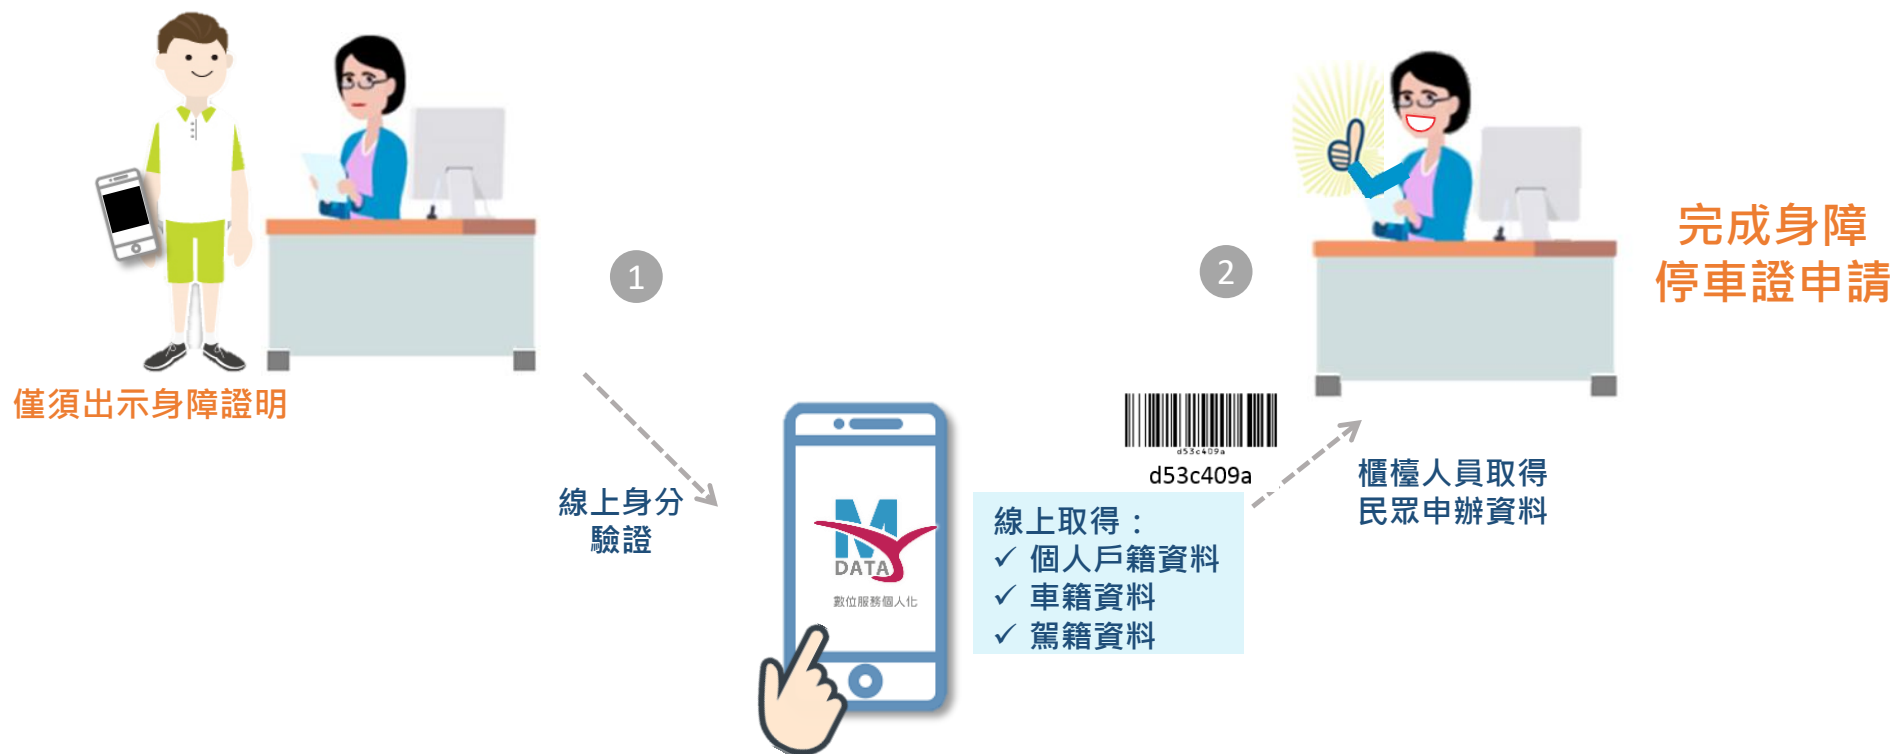 僅須出示身障證明
1
線上身分
驗證
MY
DATA
數位服務個人化
d53c409a
d53c409a
線上取得：
✓ 個人戶籍資料
✓ 車籍資料
✓ 駕籍資料
2
櫃檯人員取得
民眾申辦資料
完成身障
停車證申請